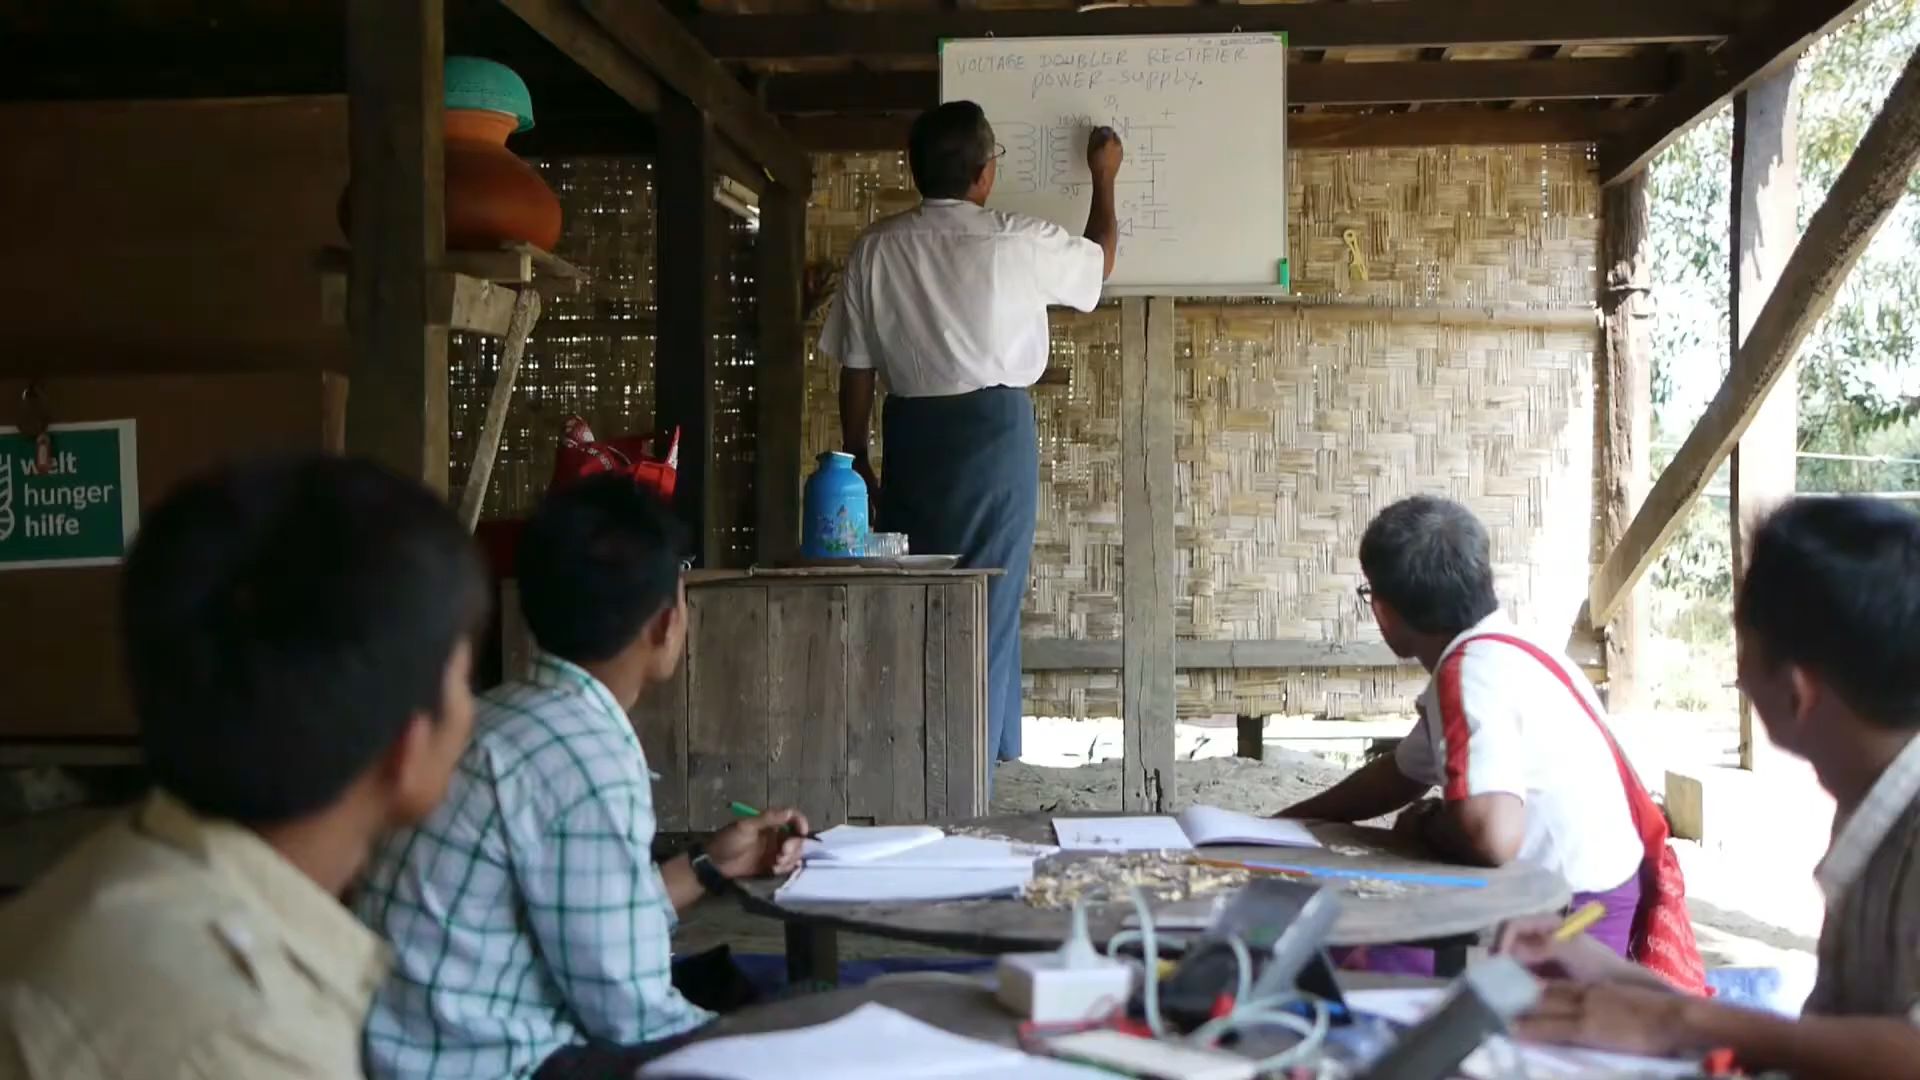 VOLTAGE DOUBLER RECTIFIER
POWER-SUPPLY.
D,
+
+
+
welt
hunger
hilfe